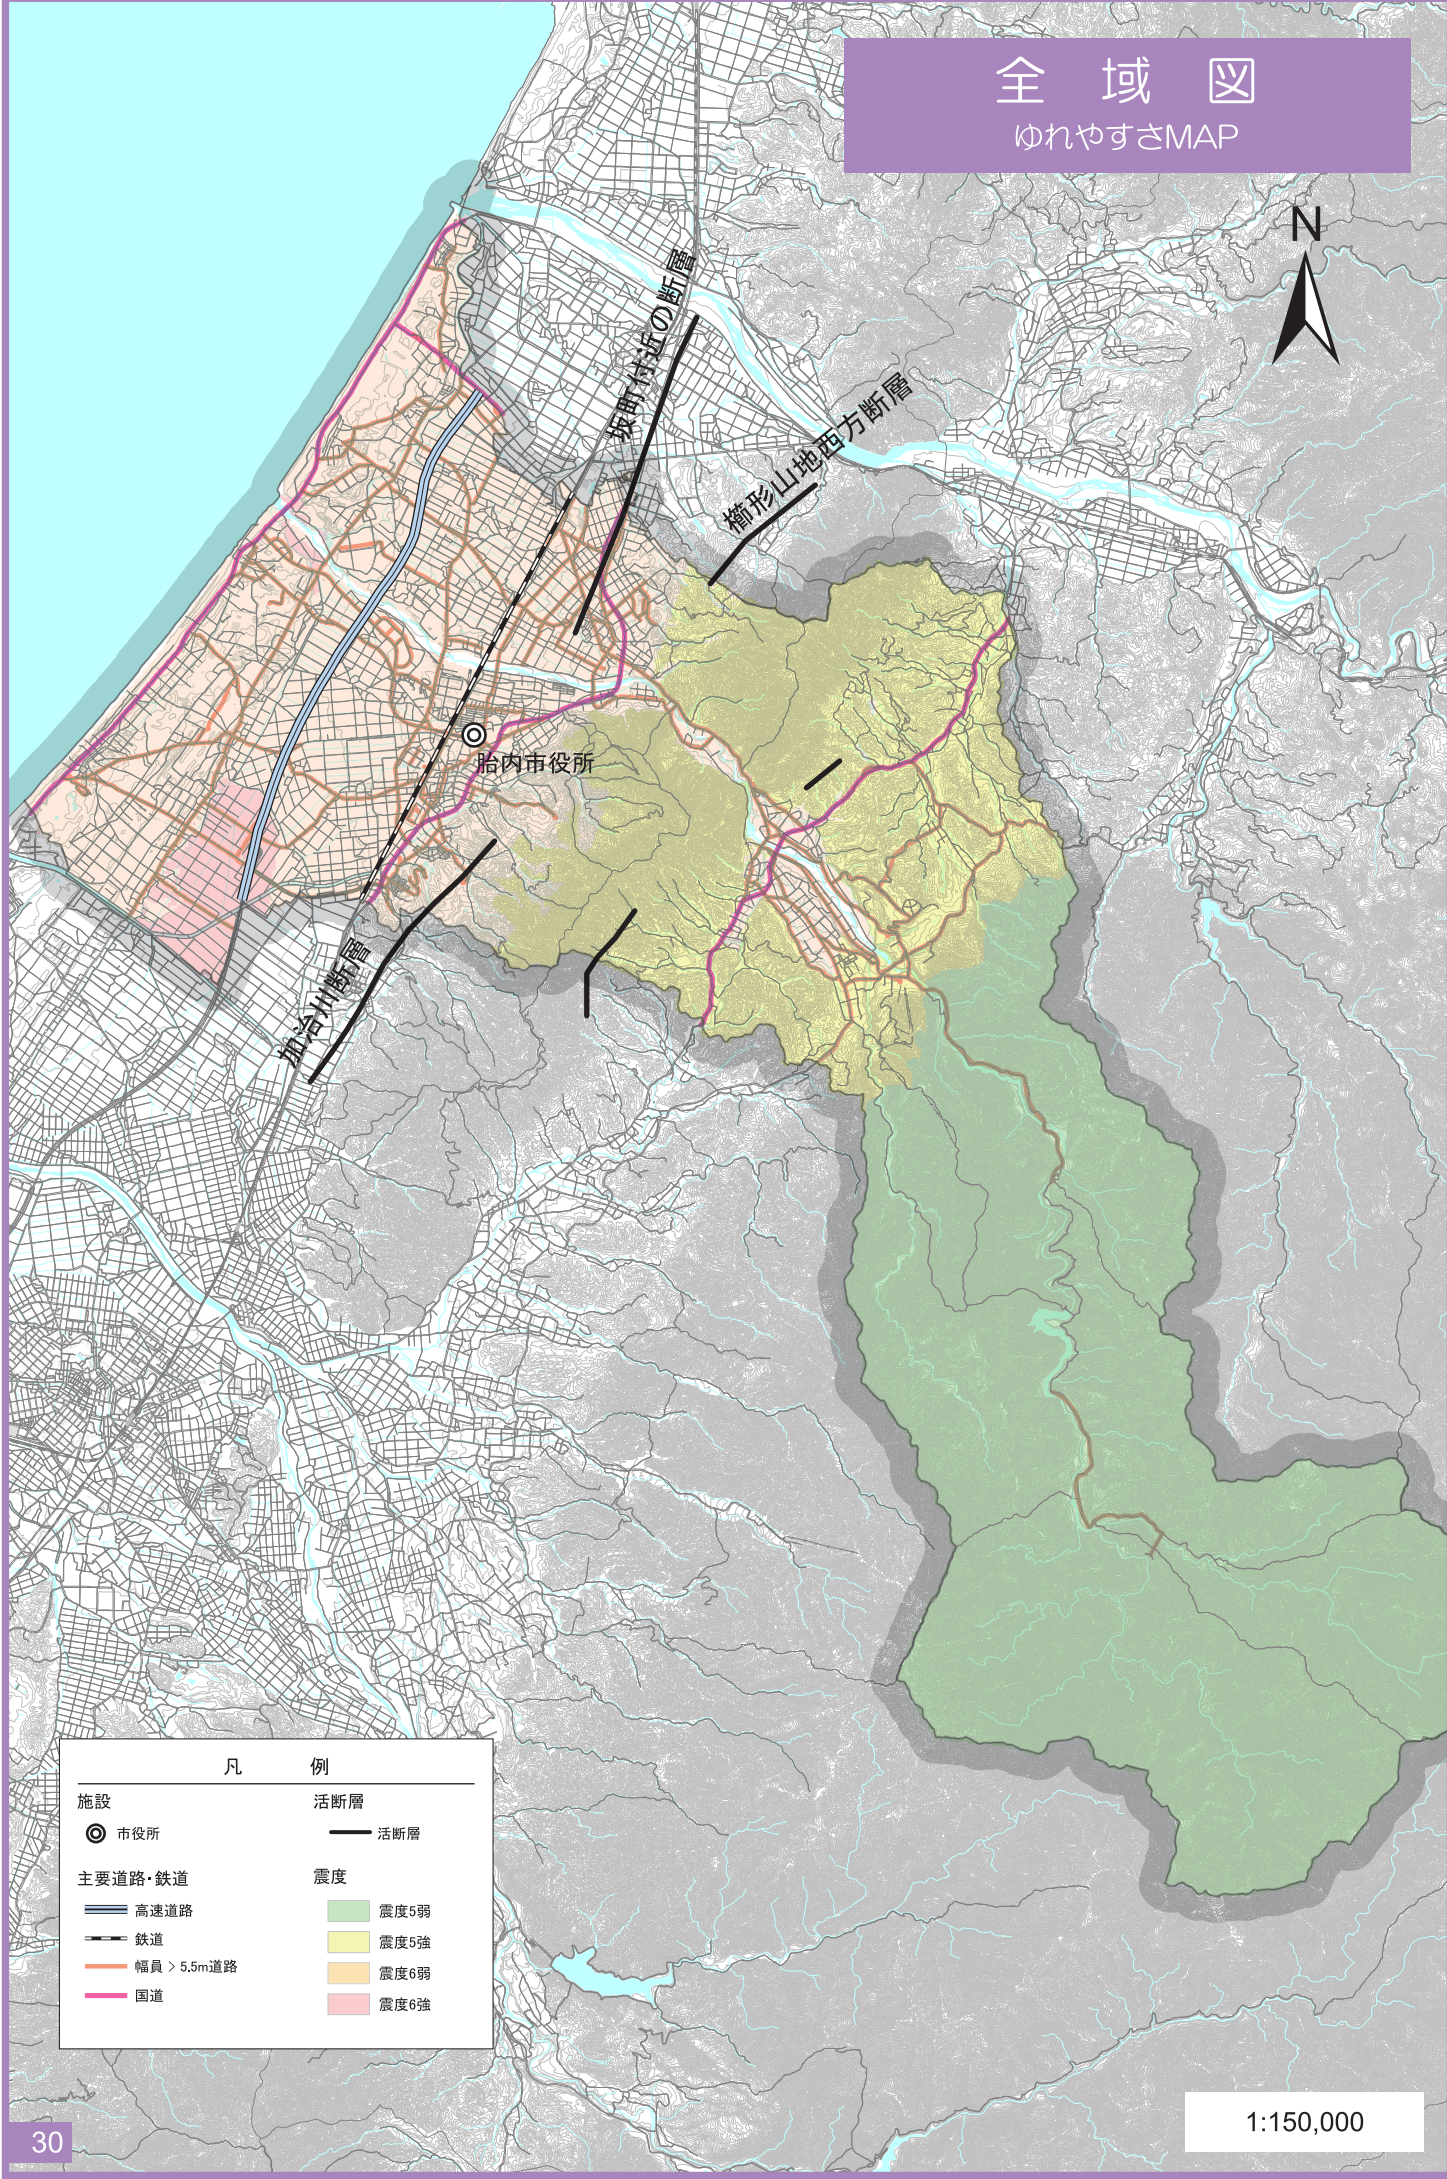 全域図
ゆれやすさMAP
N
坂町付近の断層
櫛形山地西方断層
胎内市役所
加治川断層
凡例
施設
市役所
主要道路・鉄道
高速道路
鉄道
幅員 > 5.5m道路
国道
活断層
活断層
震度
震度5弱
震度5強
震度6弱
震度6強
1:150,000
30